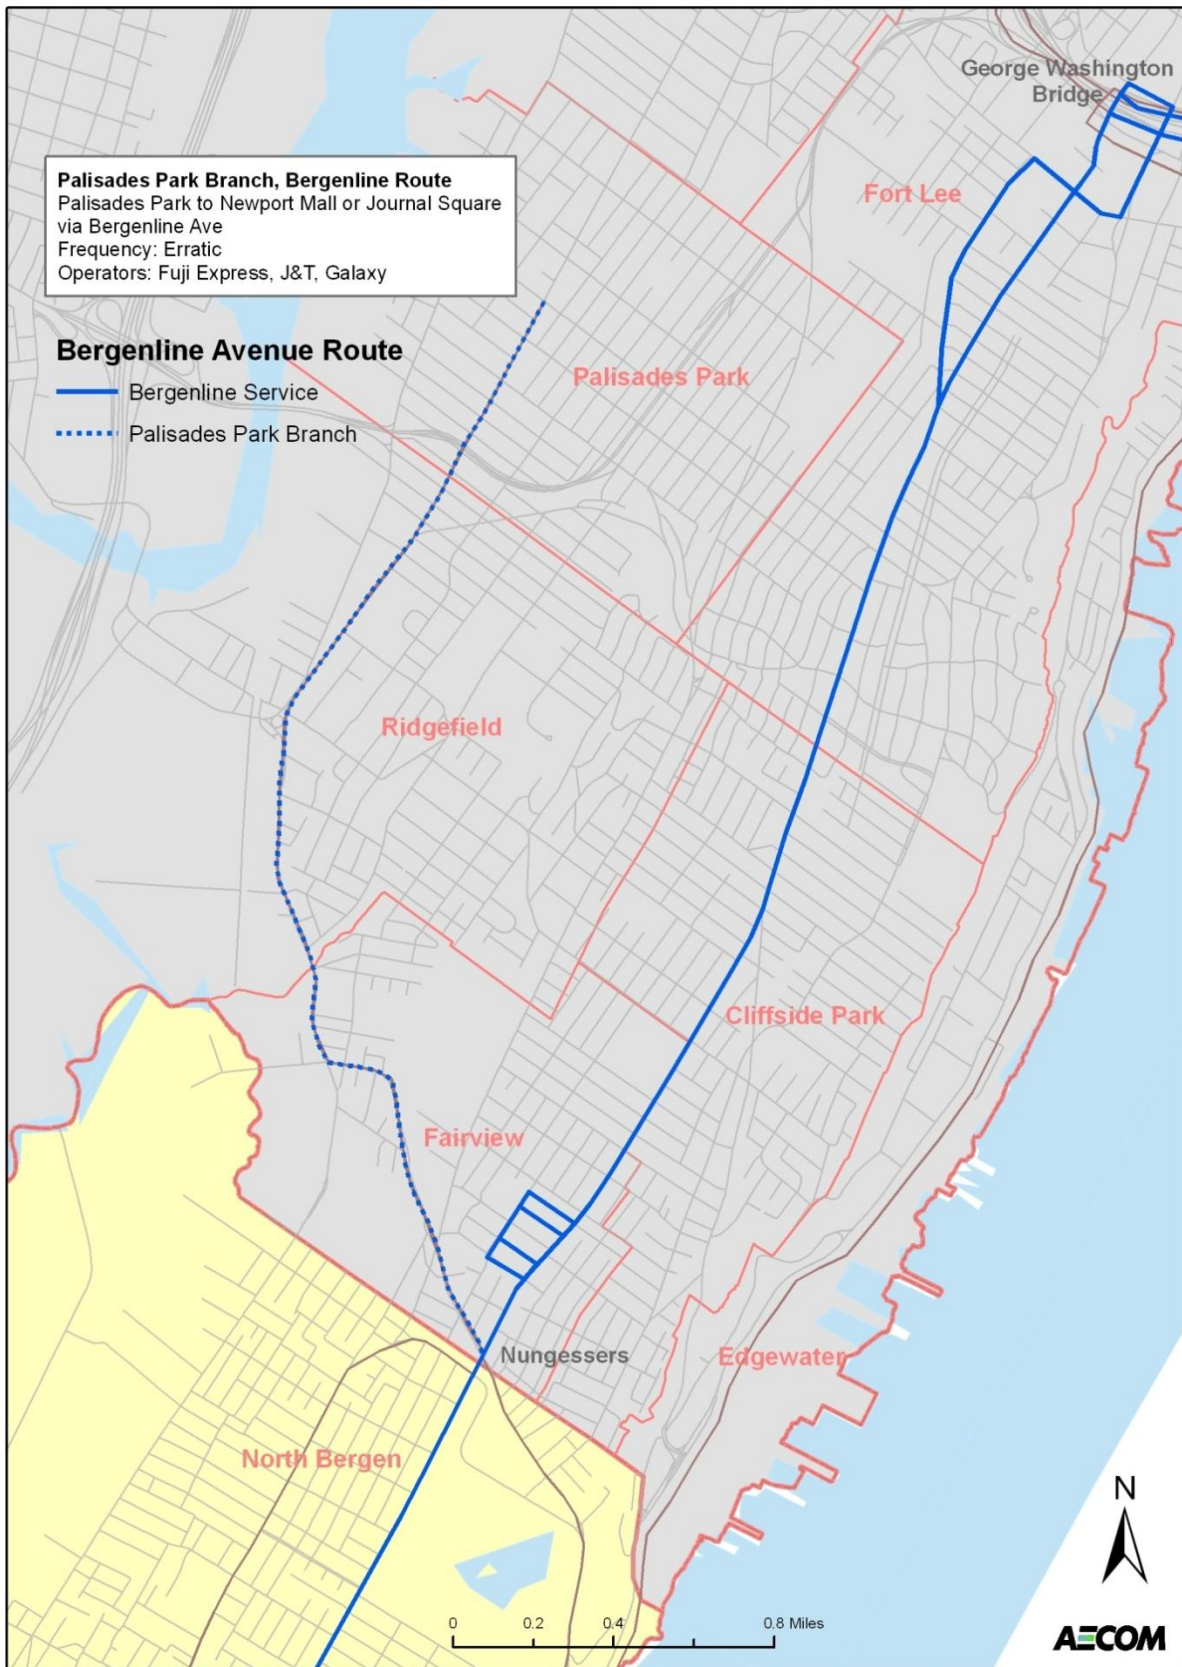 George Washington
Bridge
Palisades Park Branch, Bergenline Route
Palisades Park to Newport Mall or Journal Square
via Bergenline Ave
Frequency: Erratic
Operators: Fuji Express, J&T, Galaxy
Fort Lee
Bergenline Avenue Route
Bergenline Service
Palisades Park Branch
Palisades Park
Ridgefield
Cliffside Park
Fairview
Nungessers
Edgewater
North Bergen
N
0 0.2 0.4 0.8 Miles
AECOM